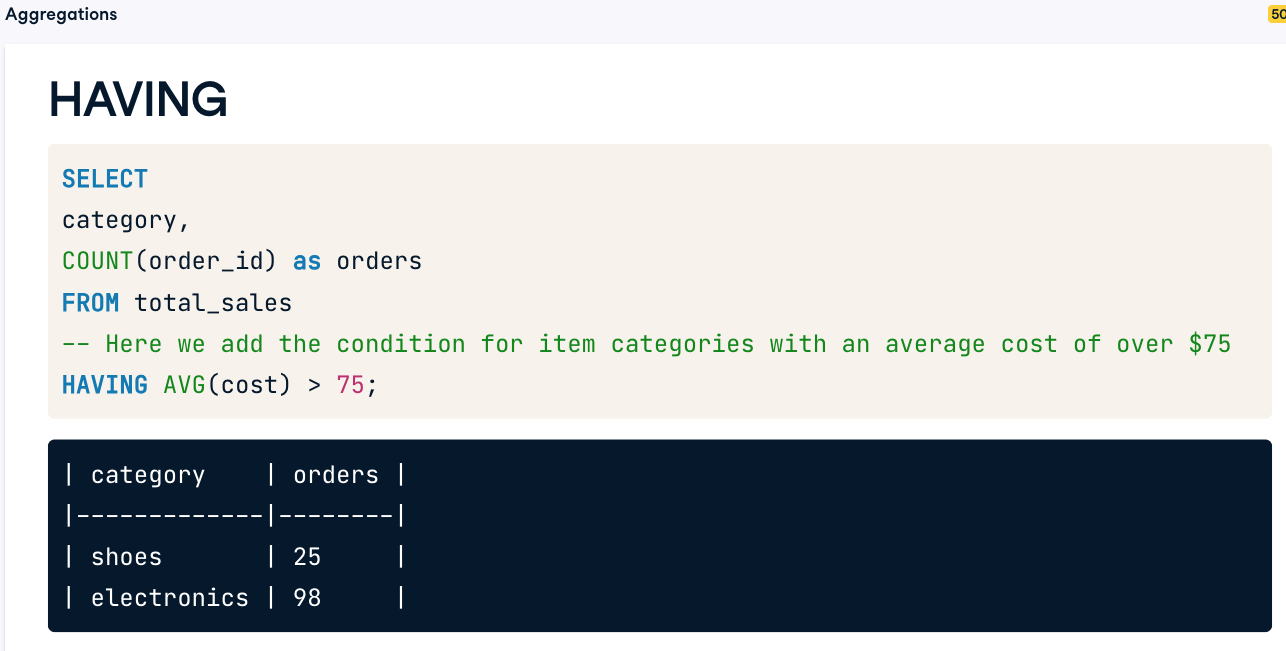 Aggregations
50
HAVING
SELECT
category,
COUNT(order_id) as orders
FROM total_sales
-- Here we add the condition for item categories with an average cost of over $75
HAVING AVG(cost) > 75;
| category    | orders |
|-------------|--------|
| shoes       | 25     |
| electronics | 98     |